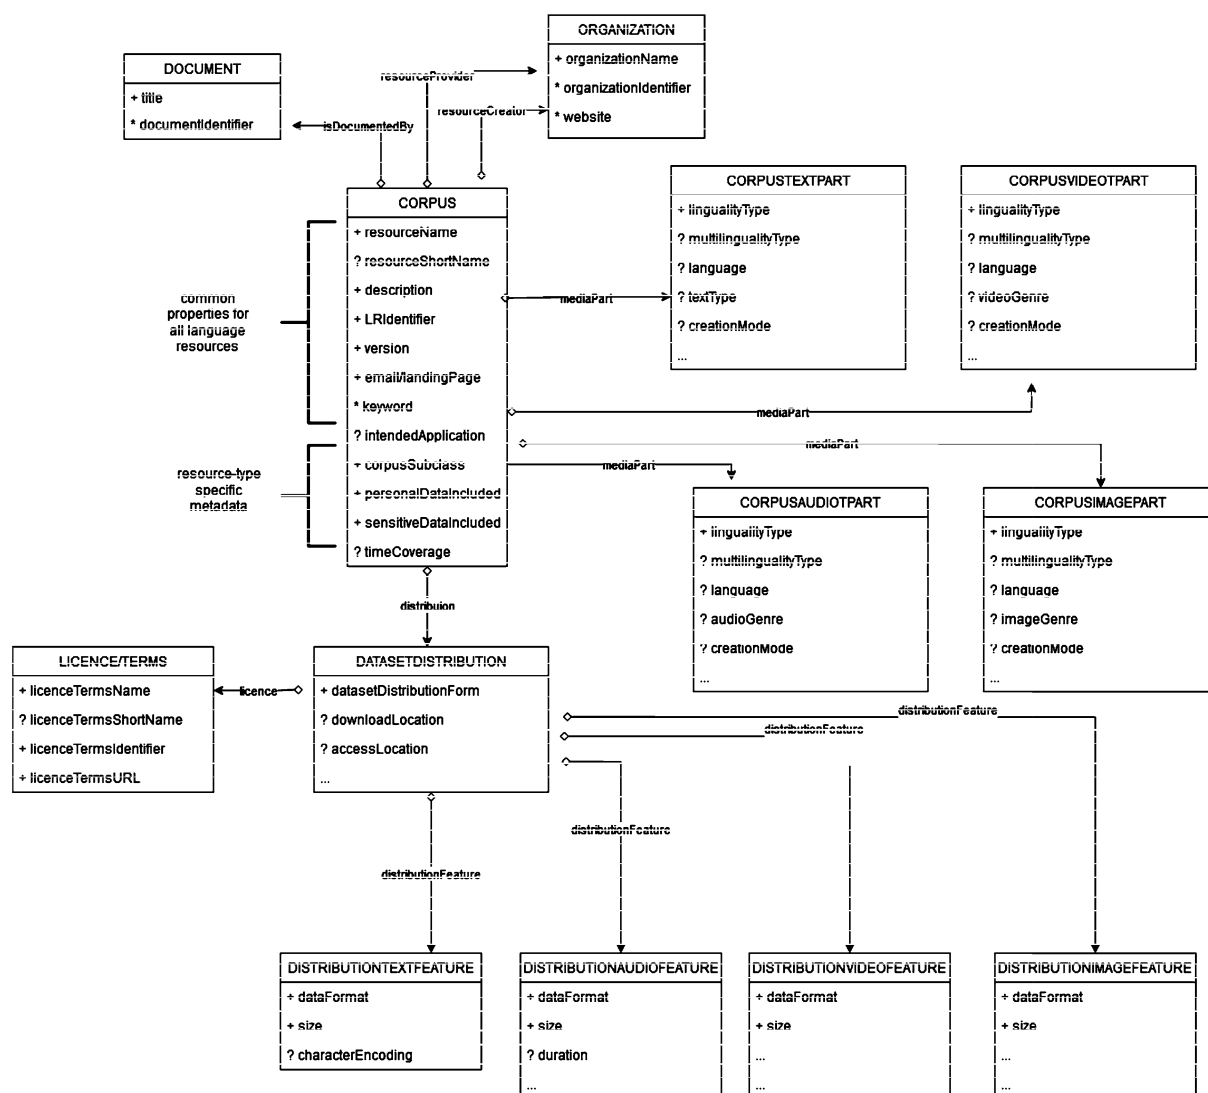 ORGANIZATION
+ organizationName
* organizationIdentifier
* website
DOCUMENT
+ title
* documentIdentifier
resourceProvider
resourceCreator
isDocumentedBy
CORPUS
+ resourceName
? resourceShortName
+ description
+ LRIdentifier
+ version
+ email/landingPage
* keyword
? intendedApplication
+ corpusSubclass
+ personalDataIncluded
+ sensitiveDataIncluded
? timeCoverage
common
properties for
all language
resources
resource-type
specific
metadata
CORPUSTEXTPART
+ lingualityType
? multilingualityType
? language
? textType
? creationMode
...
CORPUSVIDEOTPART
+ lingualityType
? multilingualityType
? language
? videoGenre
? creationMode
...
mediaPart
mediaPart
mediaPart
mediaPart
CORPUSAUDIOTPART
+ lingualityType
? multilingualityType
? language
? audioGenre
? creationMode
...
CORPUSIMAGEPART
+ lingualityType
? multilingualityType
? language
? imageGenre
? creationMode
...
distribuion
LICENCE/TERMS
+ licenceTermsName
? licenceTermsShortName
+ licenceTermsIdentifier
+ licenceTermsURL
licence
DATASETDISTRIBUTION
+ datasetDistributionForm
? downloadLocation
? accessLocation
...
distributionFeature
distributionFeature
distributionFeature
distributionFeature
DISTRIBUTIONTEXTFEATURE
+ dataFormat
+ size
? characterEncoding
DISTRIBUTIONAUDIOFEATURE
+ dataFormat
+ size
? duration
...
DISTRIBUTIONVIDEOFEATURE
+ dataFormat
+ size
...
...
DISTRIBUTIONIMAGEFEATURE
+ dataFormat
+ size
...
...